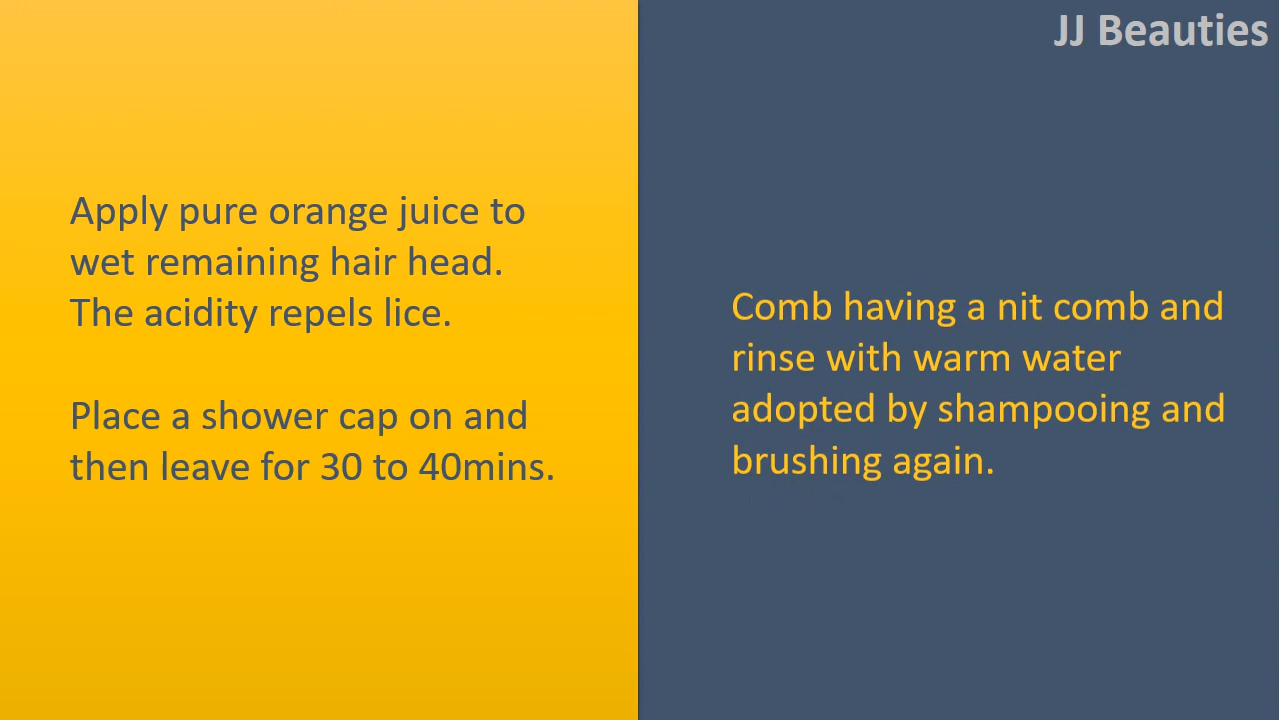 JJ Beauties
Apply pure orange juice to
wet remaining hair head.
The acidity repels lice.
Place a shower cap on and
then leave for 30 to 40mins.
Comb having a nit comb and
rinse with warm water
adopted by shampooing and
brushing again.